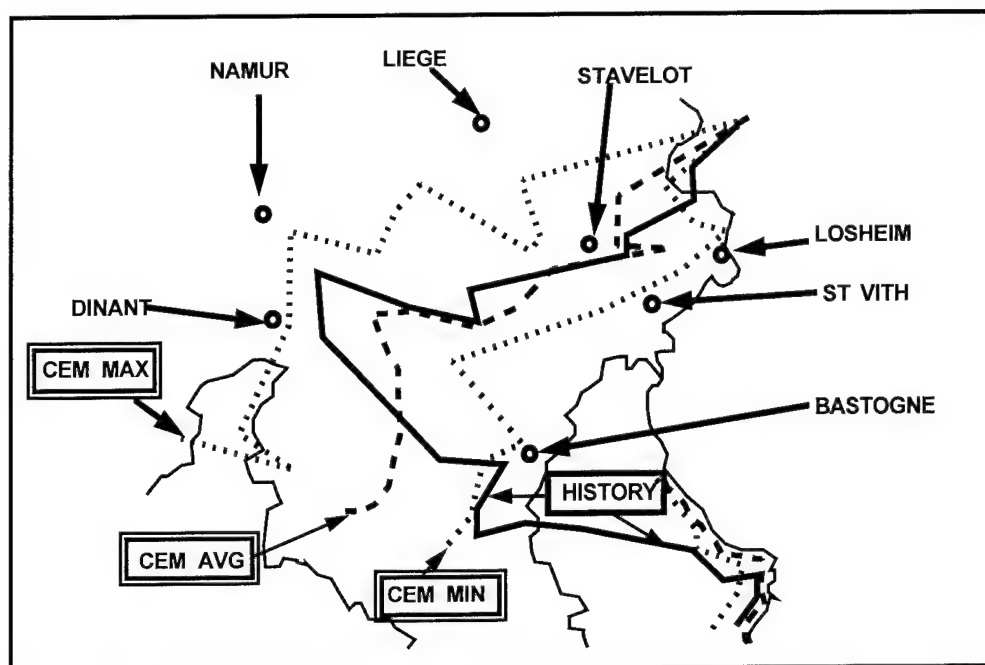 LIEGE
NAMUR
STAVELOT
LOSHEIM
ST VITH
DINANT
CEM MAX
BASTOGNE
HISTORY
CEM AVG
CEM MIN